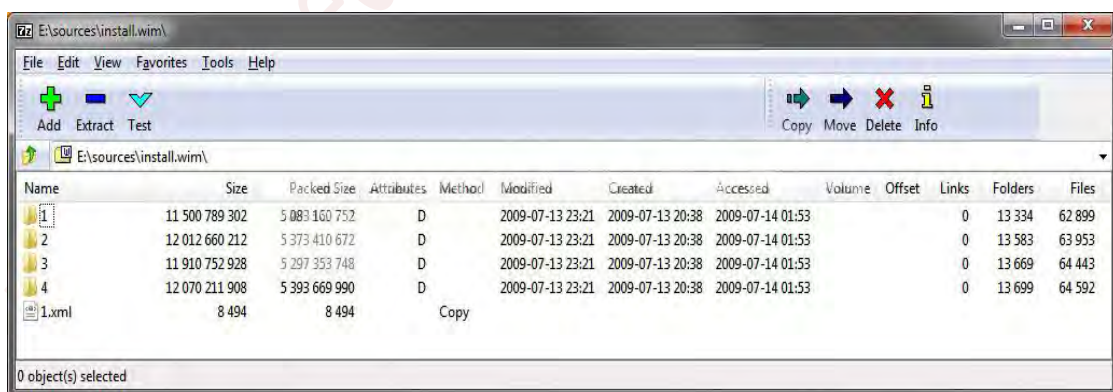 E:\sources\install.wim\
File Edit View Favorites Tools Help
Add Extract Test Copy Move Delete Info
E:\sources\install.wim\
Name Size Packed Size Attributes Method Modified Created Accessed Volume Offset Links Folders Files
1 11 500 789 302 5 083 160 752 D 2009-07-13 23:21 2009-07-13 20:38 2009-07-14 01:53 0 13 334 62 899
2 12 012 660 212 5 373 410 672 D 2009-07-13 23:21 2009-07-13 20:38 2009-07-14 01:53 0 13 583 63 953
3 11 910 752 928 5 297 353 748 D 2009-07-13 23:21 2009-07-13 20:38 2009-07-14 01:53 0 13 669 64 443
4 12 070 211 908 5 393 669 990 D 2009-07-13 23:21 2009-07-13 20:38 2009-07-14 01:53 0 13 699 64 592
1.xml 8 494 8 494 Copy
0 object(s) selected